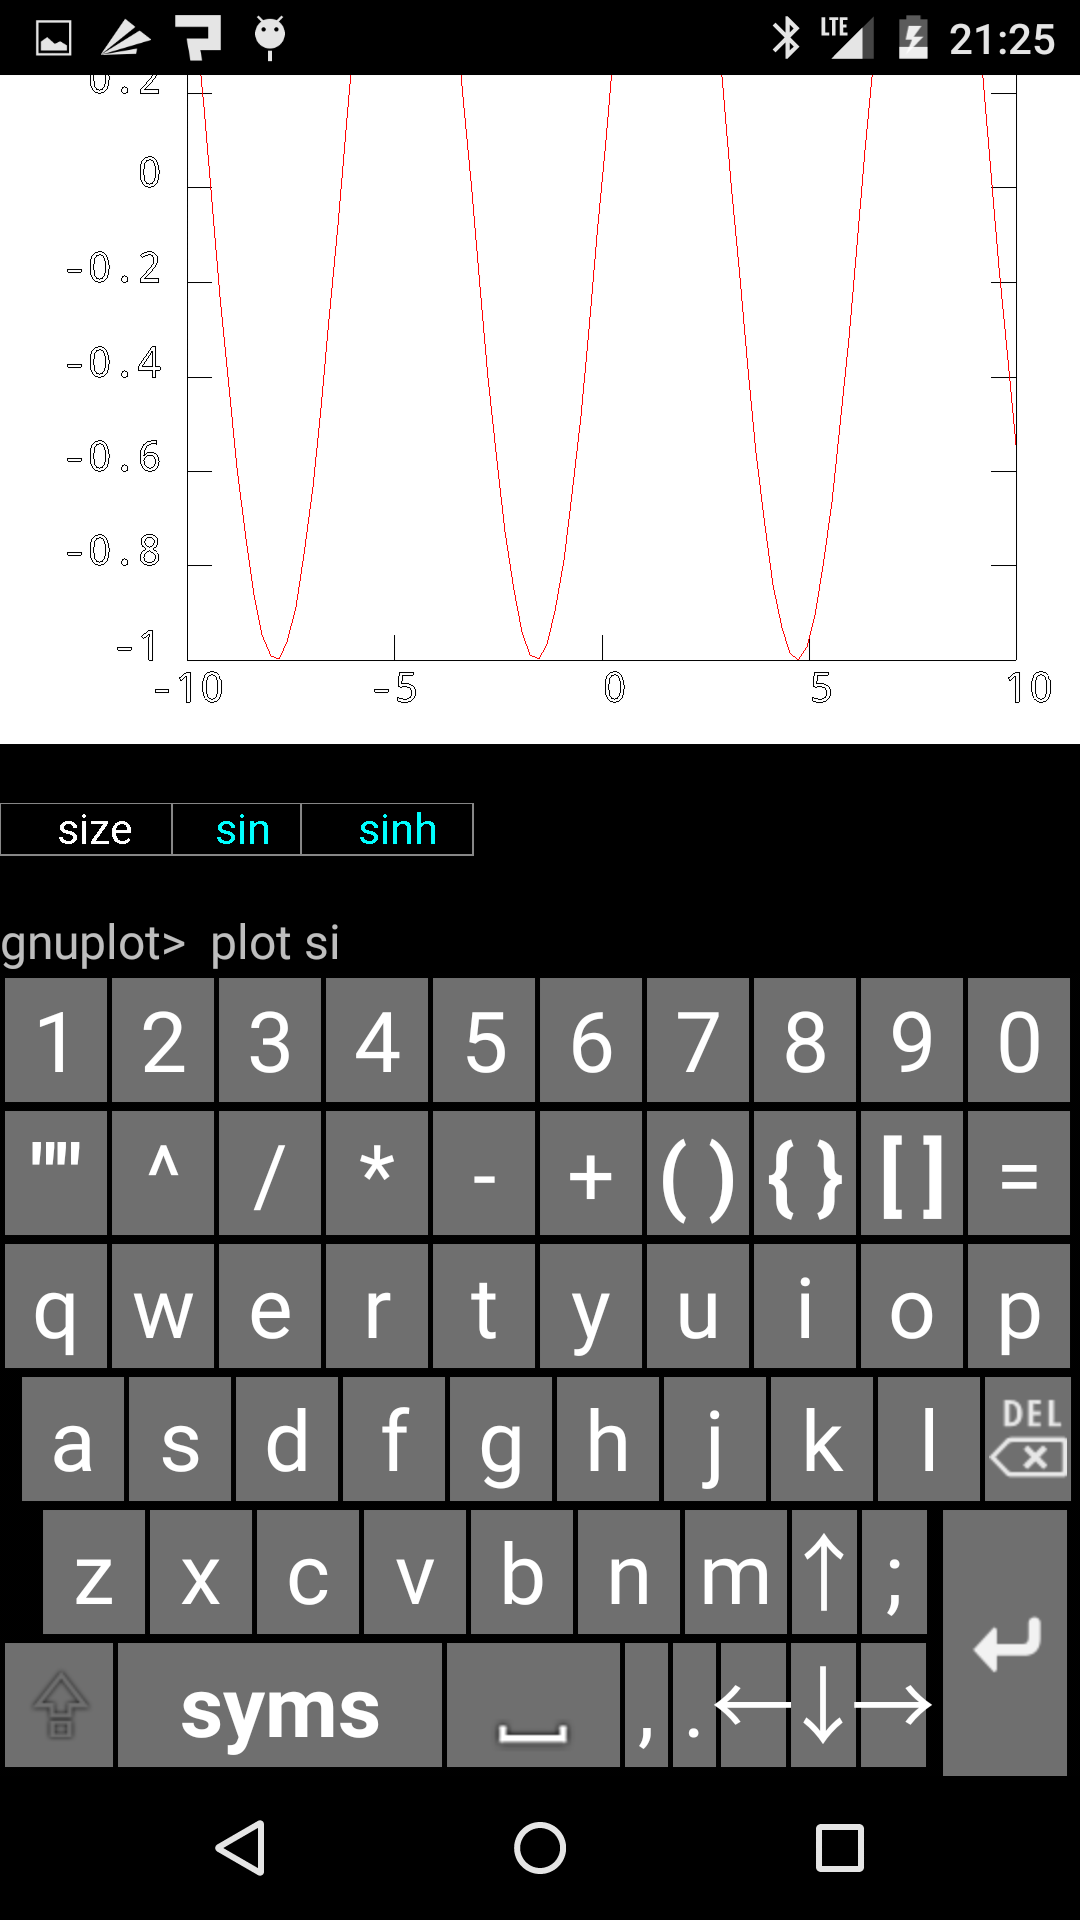 LTE 21:25
0.2
0
-0.2
-0.4
-0.6
-0.8
-1
-10 -5 0 5 10
size sin sinh
gnuplot> plot si
1 2 3 4 5 6 7 8 9 0
"" ^ / * - + ( ) { } [ ] =
q w e r t y u i o p
a s d f g h j k l DEL
z x c v b n m ↑ ;
syms , . ← ↓ →